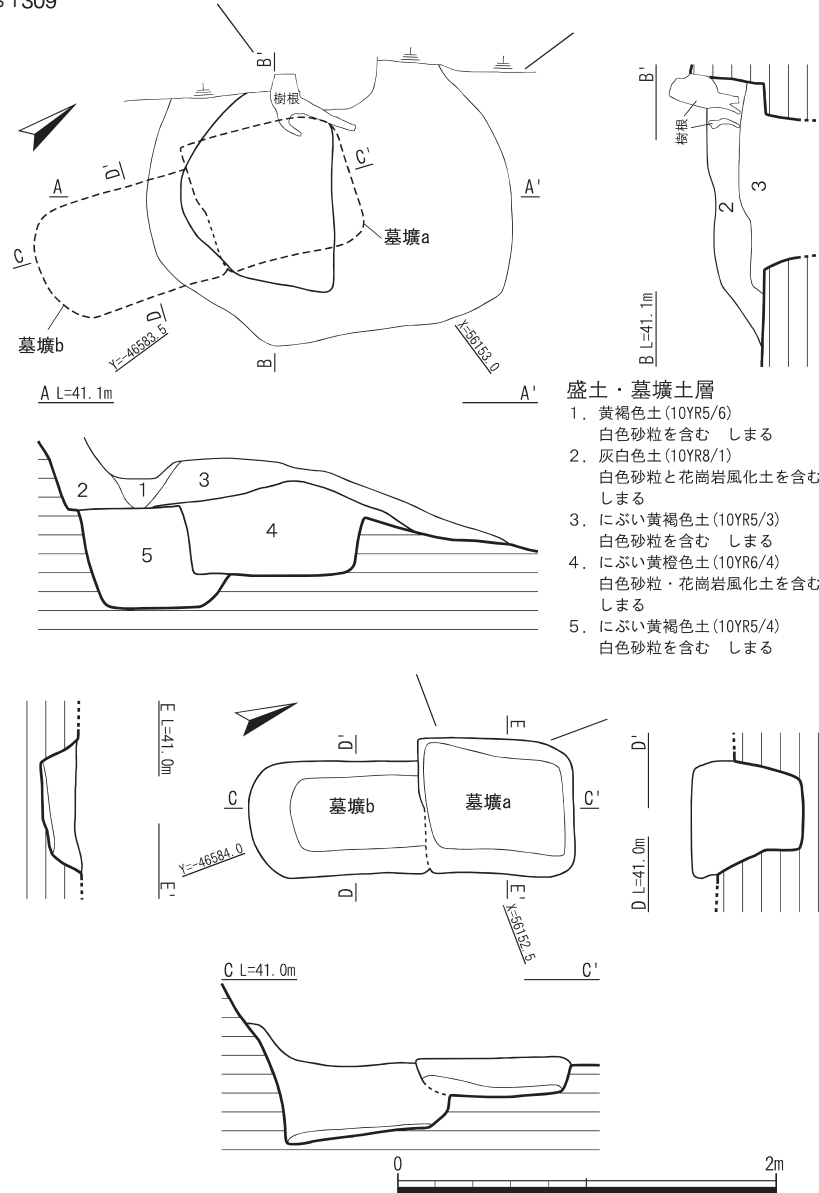 s 1309
B'
樹根
D'
C'
A
A'
C
墓壙a
D
墓壙b
Y=-46583.5
B
X=56153.0
B'
樹根
2
3
B L=41.1m
A L=41.1m
A'
2
1
3
4
5
盛土・墓壙土層
1. 黄褐色土(10YR5/6)
白色砂粒を含む しまる
2. 灰白色土(10YR8/1)
白色砂粒と花崗岩風化土を含む
しまる
3. にぶい黄褐色土(10YR5/3)
白色砂粒を含む しまる
4. にぶい黄橙色土(10YR6/4)
白色砂粒・花崗岩風化土を含む
しまる
5. にぶい黄褐色土(10YR5/4)
白色砂粒を含む しまる
E L=41.0m
E'
D'
E
C
墓壙b
墓壙a
C'
Y=-46584.0
D
E'
X=56152.5
D'
D L=41.0m
C L=41.0m
C'
0
2m